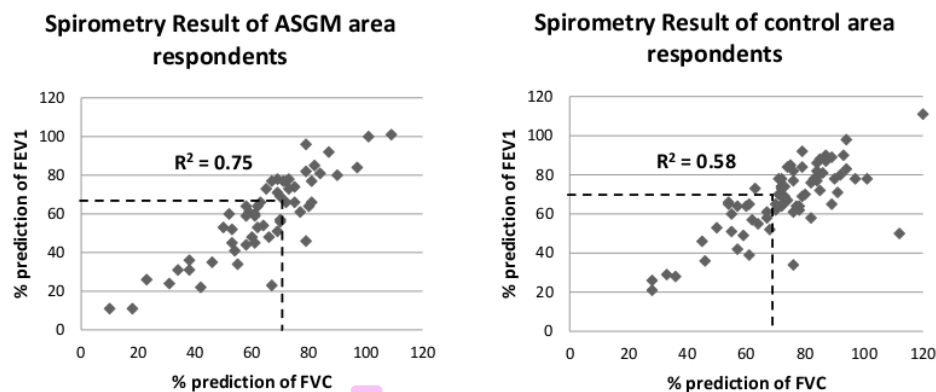 Spirometry Result of ASGM area
respondents
120
100
80
60
40
20
0
R² = 0.75
0 20 40 60 80 100 120
% prediction of FEV1
% prediction of FVC
Spirometry Result of control area
respondents
120
100
80
60
40
20
0
R² = 0.58
0 20 40 60 80 100 120
% prediction of FEV1
% prediction of FVC